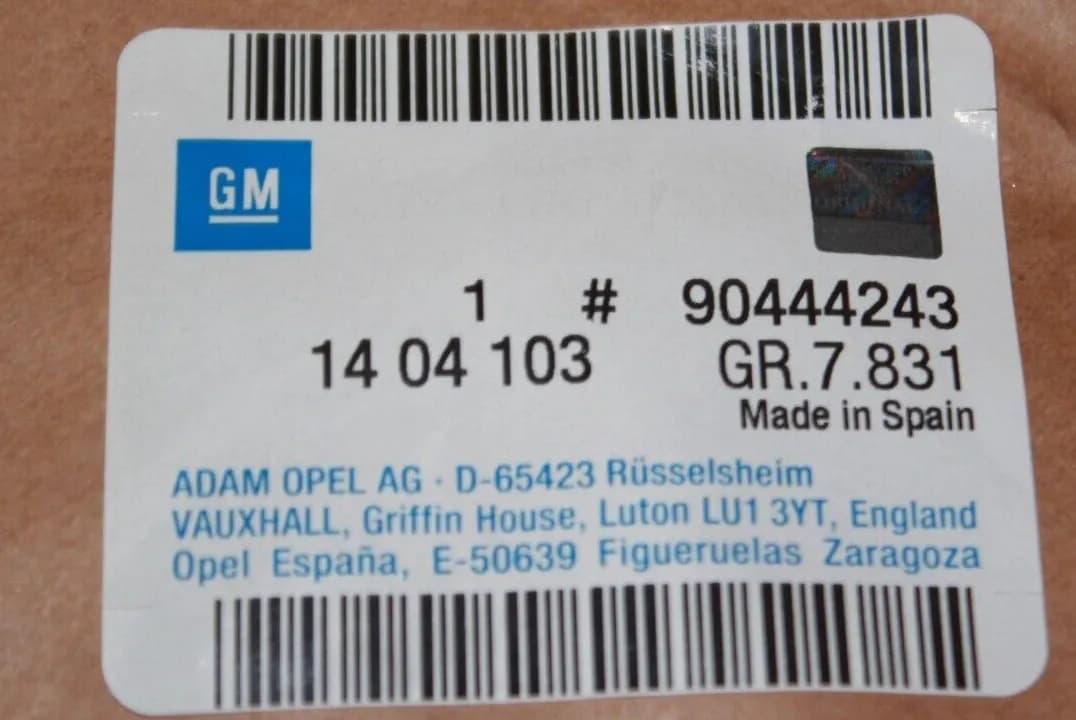 GM
ORIGINAL
1 # 90444243
14 04 103 GR.7.831
Made in Spain
ADAM OPEL AG · D-65423 Rüsselsheim
VAUXHALL, Griffin House, Luton LU1 3YT, England
Opel España, E-50639 Figueruelas Zaragoza